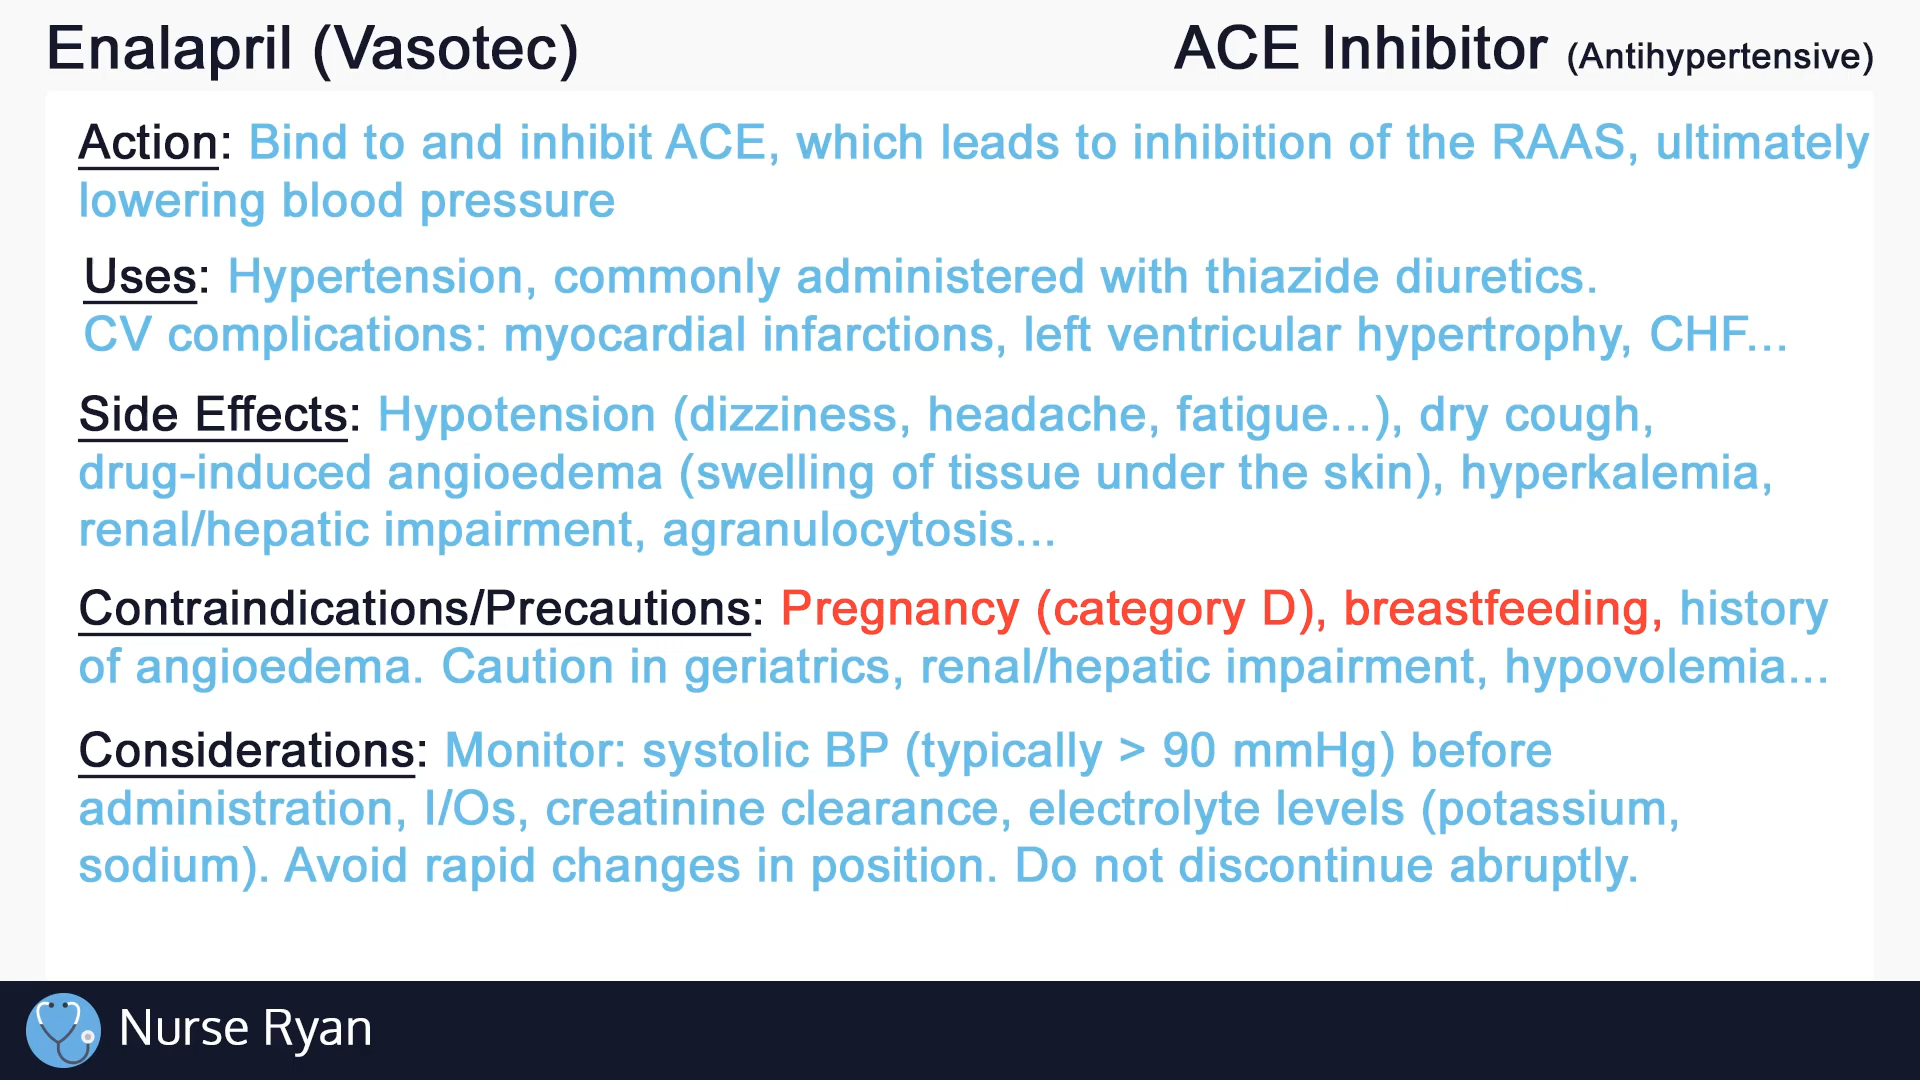 Enalapril (Vasotec)
ACE Inhibitor (Antihypertensive)
Action: Bind to and inhibit ACE, which leads to inhibition of the RAAS, ultimately
lowering blood pressure
Uses: Hypertension, commonly administered with thiazide diuretics.
CV complications: myocardial infarctions, left ventricular hypertrophy, CHF...
Side Effects: Hypotension (dizziness, headache, fatigue...), dry cough,
drug-induced angioedema (swelling of tissue under the skin), hyperkalemia,
renal/hepatic impairment, agranulocytosis...
Contraindications/Precautions: Pregnancy (category D), breastfeeding, history
of angioedema. Caution in geriatrics, renal/hepatic impairment, hypovolemia...
Considerations: Monitor: systolic BP (typically > 90 mmHg) before
administration, I/Os, creatinine clearance, electrolyte levels (potassium,
sodium). Avoid rapid changes in position. Do not discontinue abruptly.
Nurse Ryan